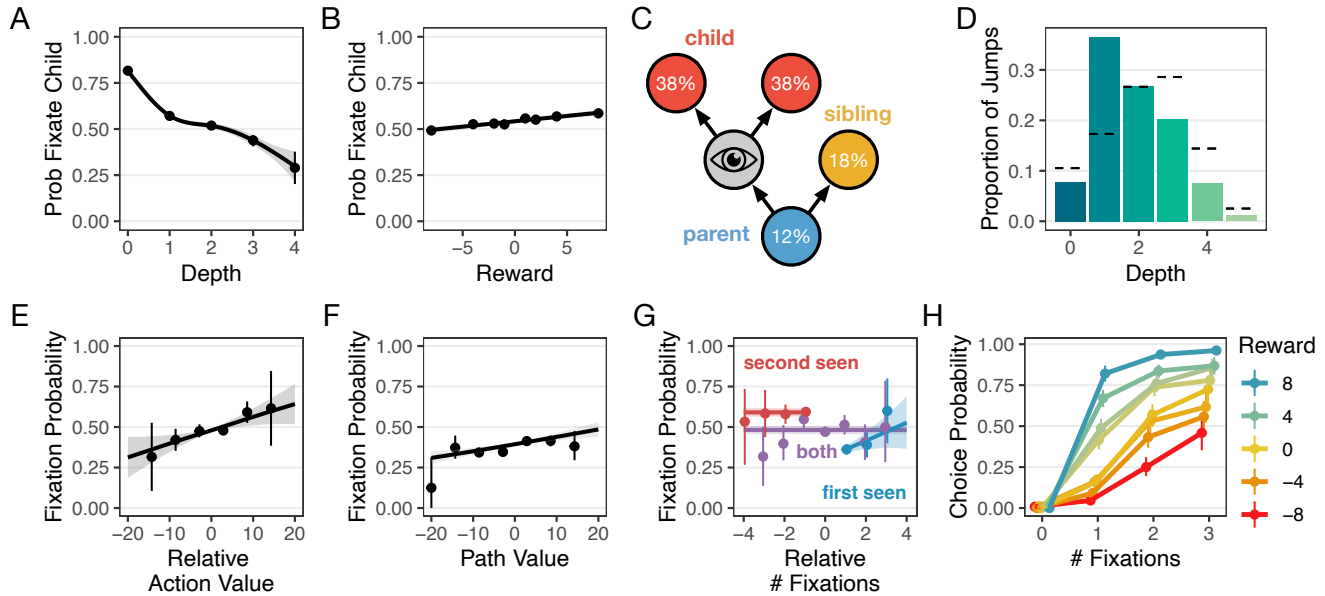 A
Prob Fixate Child
1.00
0.75
0.50
0.25
0.00
0 1 2 3 4
Depth
B
Prob Fixate Child
1.00
0.75
0.50
0.25
0.00
−5 0 5
Reward
C
child
38% 38%
sibling
18%
parent
12%
D
Proportion of Jumps
0.3
0.2
0.1
0.0
0 2 4
Depth
E
Fixation Probability
1.00
0.75
0.50
0.25
0.00
−20 −10 0 10 20
Relative
Action Value
F
Fixation Probability
1.00
0.75
0.50
0.25
0.00
−20 −10 0 10 20
Path Value
G
Fixation Probability
1.00
0.75
0.50
0.25
0.00
second seen
both
first seen
−4 −2 0 2 4
Relative
# Fixations
H
Choice Probability
1.00
0.75
0.50
0.25
0.00
0 1 2 3
# Fixations
Reward
8
4
0
−4
−8